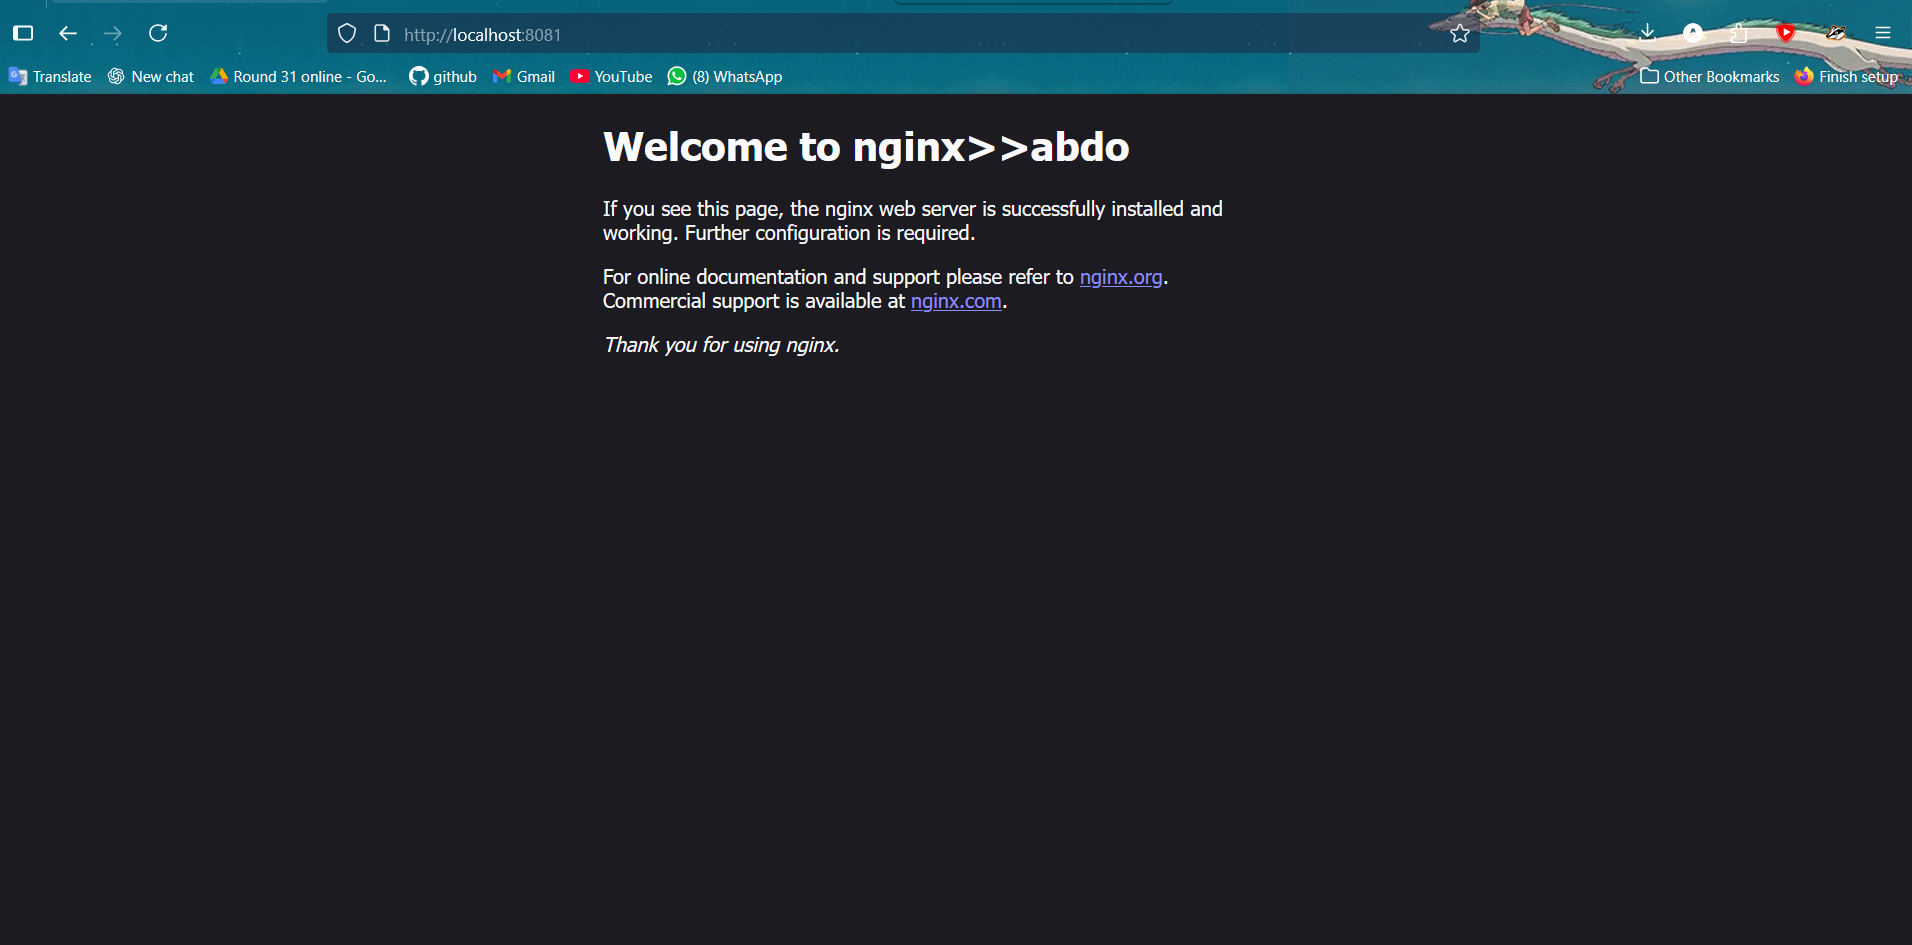 http://localhost:8081
Translate New chat Round 31 online - Go... github Gmail YouTube (8) WhatsApp Other Bookmarks Finish setup
Welcome to nginx>>abdo
If you see this page, the nginx web server is successfully installed and
working. Further configuration is required.
For online documentation and support please refer to nginx.org.
Commercial support is available at nginx.com.
Thank you for using nginx.